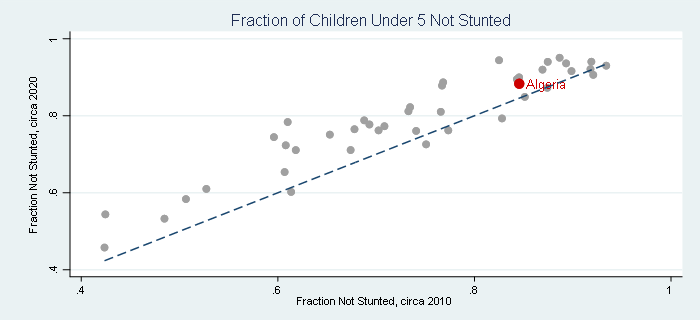 Fraction of Children Under 5 Not Stunted
Fraction Not Stunted, circa 2020
1
.8
.6
.4
Algeria
.4 .6 .8 1
Fraction Not Stunted, circa 2010